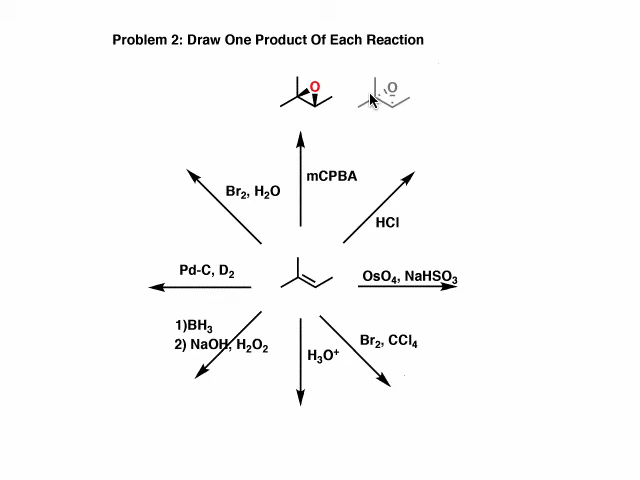 Problem 2: Draw One Product Of Each Reaction
O
O
mCPBA
Br₂, H₂O
HCl
Pd-C, D₂
OsO₄, NaHSO₃
1)BH₃
2) NaOH, H₂O₂
Br₂, CCl₄
H₃O⁺